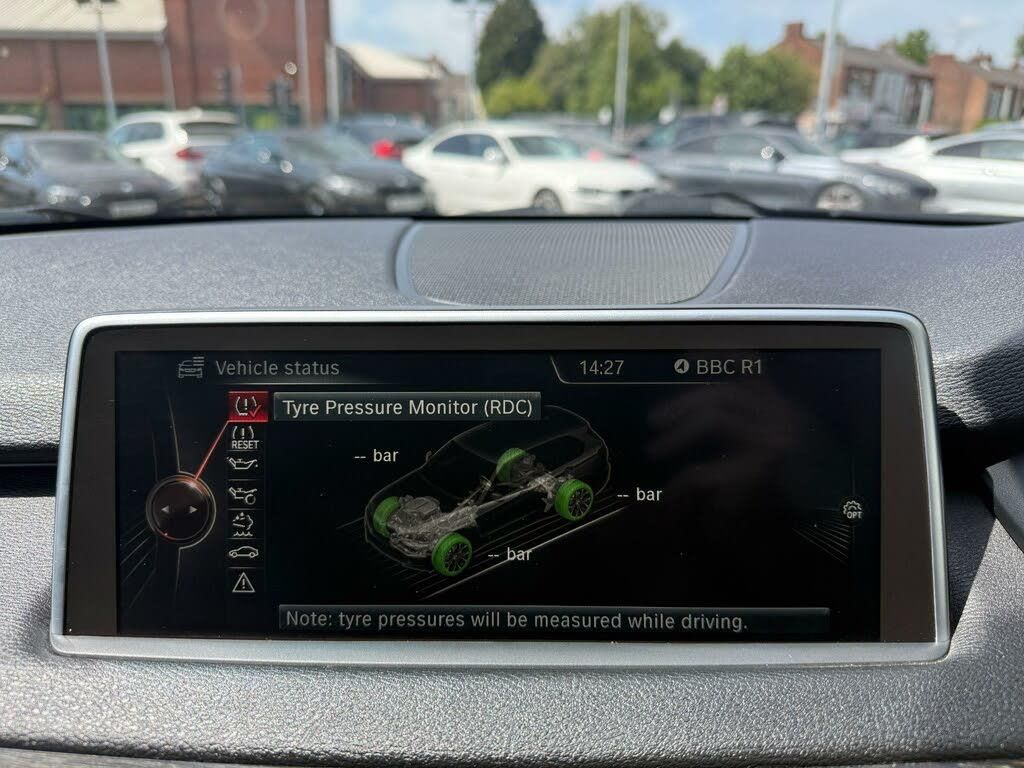 Vehicle status
14:27
BBC R1
Tyre Pressure Monitor (RDC)
RESET
-- bar
-- bar
-- bar
OPT
Note: tyre pressures will be measured while driving.